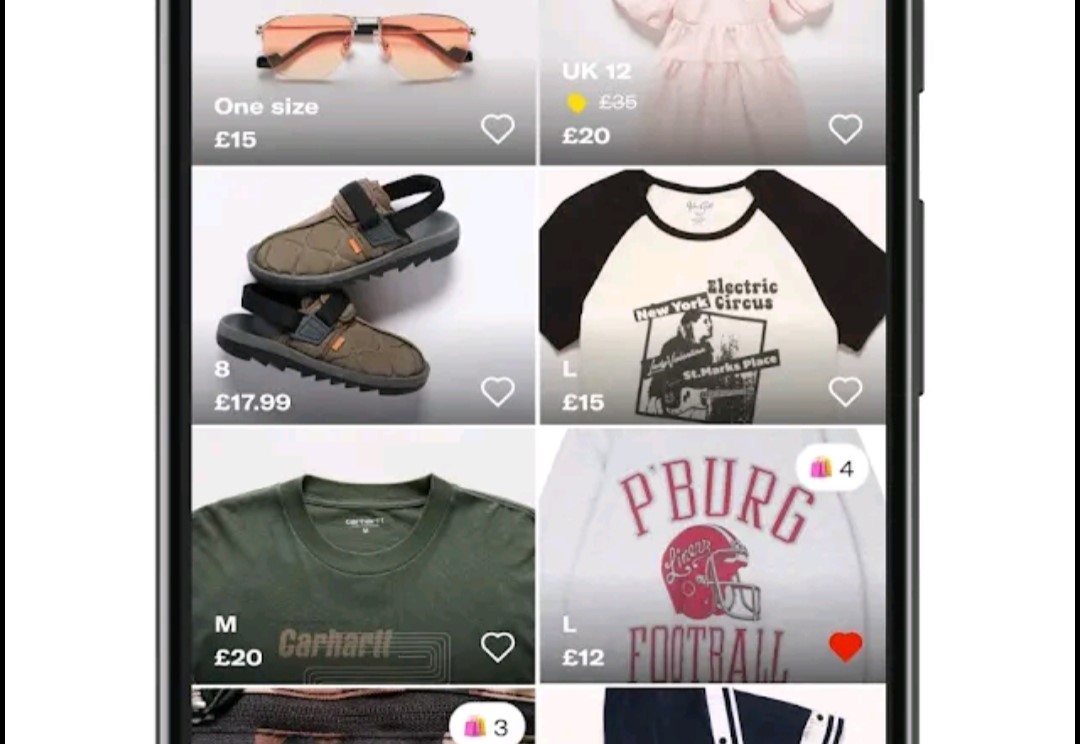 One size
£15
UK 12
£35
£20
8
£17.99
Electric
Circus
New York
St.Marks Place
L
£15
carhartt
M
Carhartt
M
£20
4
P'BURG
Liners
FOOTBALL
L
£12
3